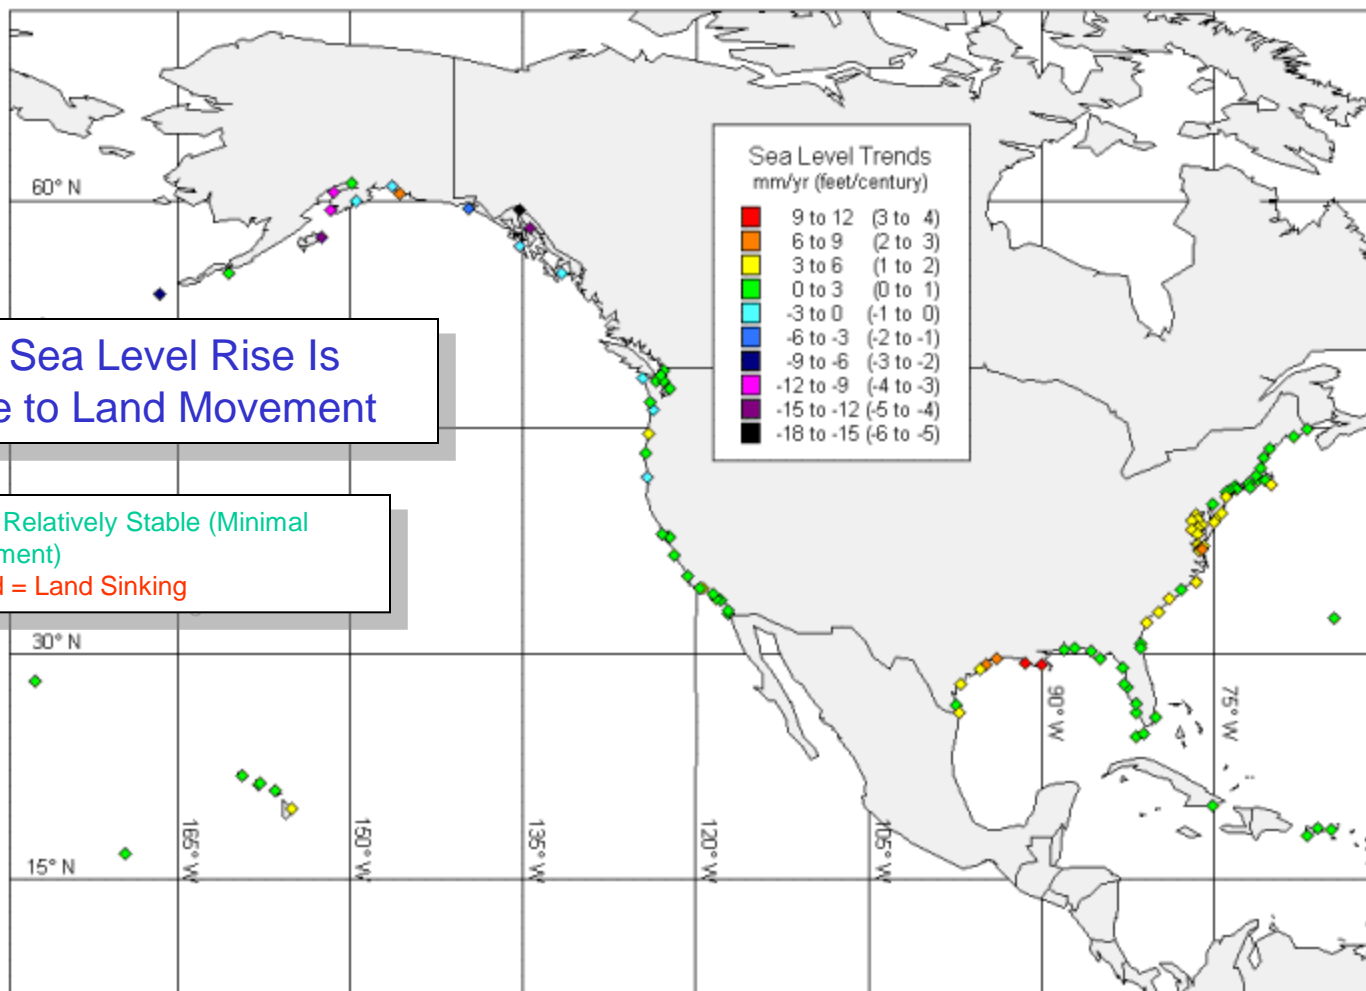 60° N
Sea Level Trends
mm/yr (feet/century)
9 to 12 (3 to 4)
6 to 9 (2 to 3)
3 to 6 (1 to 2)
0 to 3 (0 to 1)
-3 to 0 (-1 to 0)
-6 to -3 (-2 to -1)
-9 to -6 (-3 to -2)
-12 to -9 (-4 to -3)
-15 to -12 (-5 to -4)
-18 to -15 (-6 to -5)
Sea Level Rise Is
e to Land Movement
Relatively Stable (Minimal
ment)
d = Land Sinking
30° N
90° W
75° W
165° W
150° W
135° W
120° W
105° W
15° N